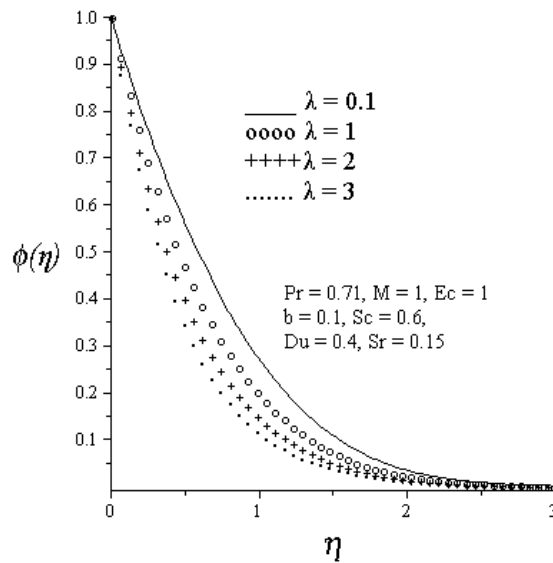 1.0
0.9
0.8
0.7
0.6
0.5
0.4
0.3
0.2
0.1
0
1
2
3
ϕ(η)
η
λ = 0.1
oooo λ = 1
++++ λ = 2
....... λ = 3
Pr = 0.71, M = 1, Ec = 1
b = 0.1, Sc = 0.6,
Du = 0.4, Sr = 0.15